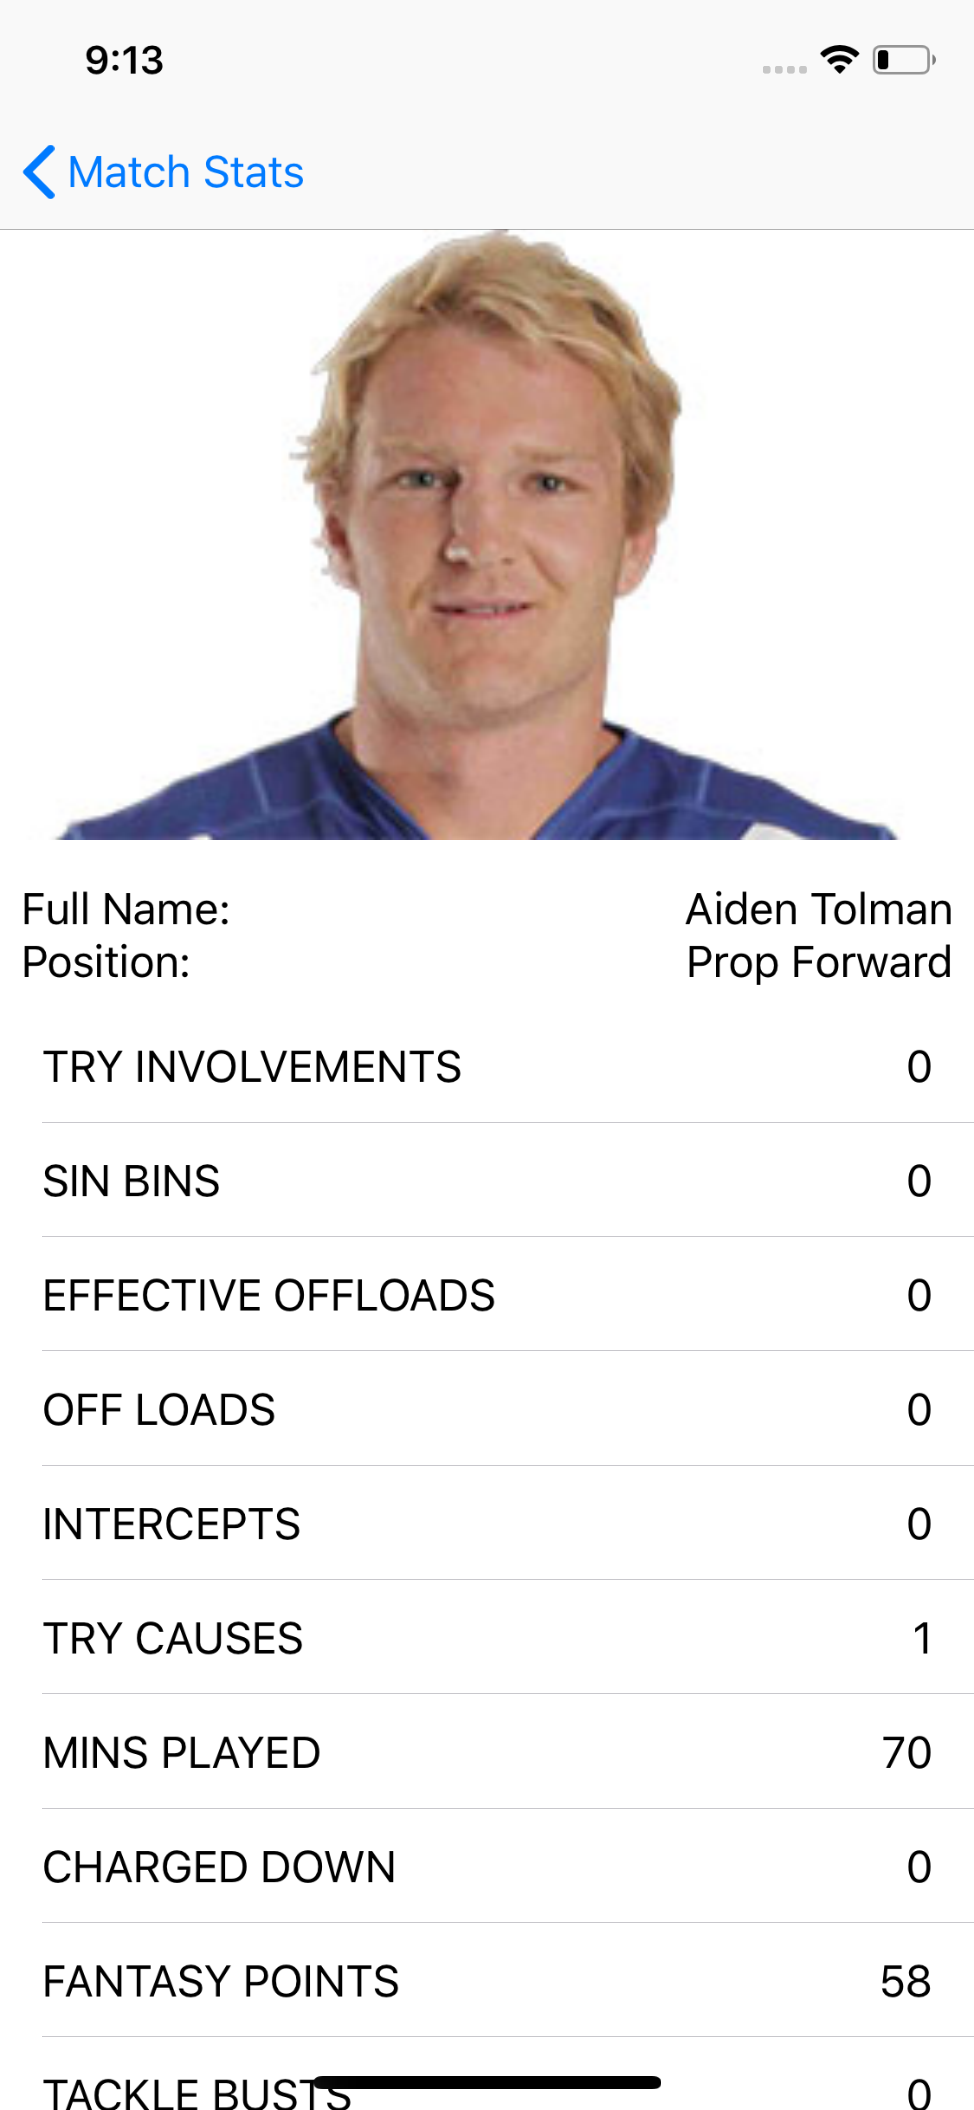 9:13
Match Stats
Full Name: Aiden Tolman
Position: Prop Forward
TRY INVOLVEMENTS 0
SIN BINS 0
EFFECTIVE OFFLOADS 0
OFF LOADS 0
INTERCEPTS 0
TRY CAUSES 1
MINS PLAYED 70
CHARGED DOWN 0
FANTASY POINTS 58
TACKLE BUSTS 0